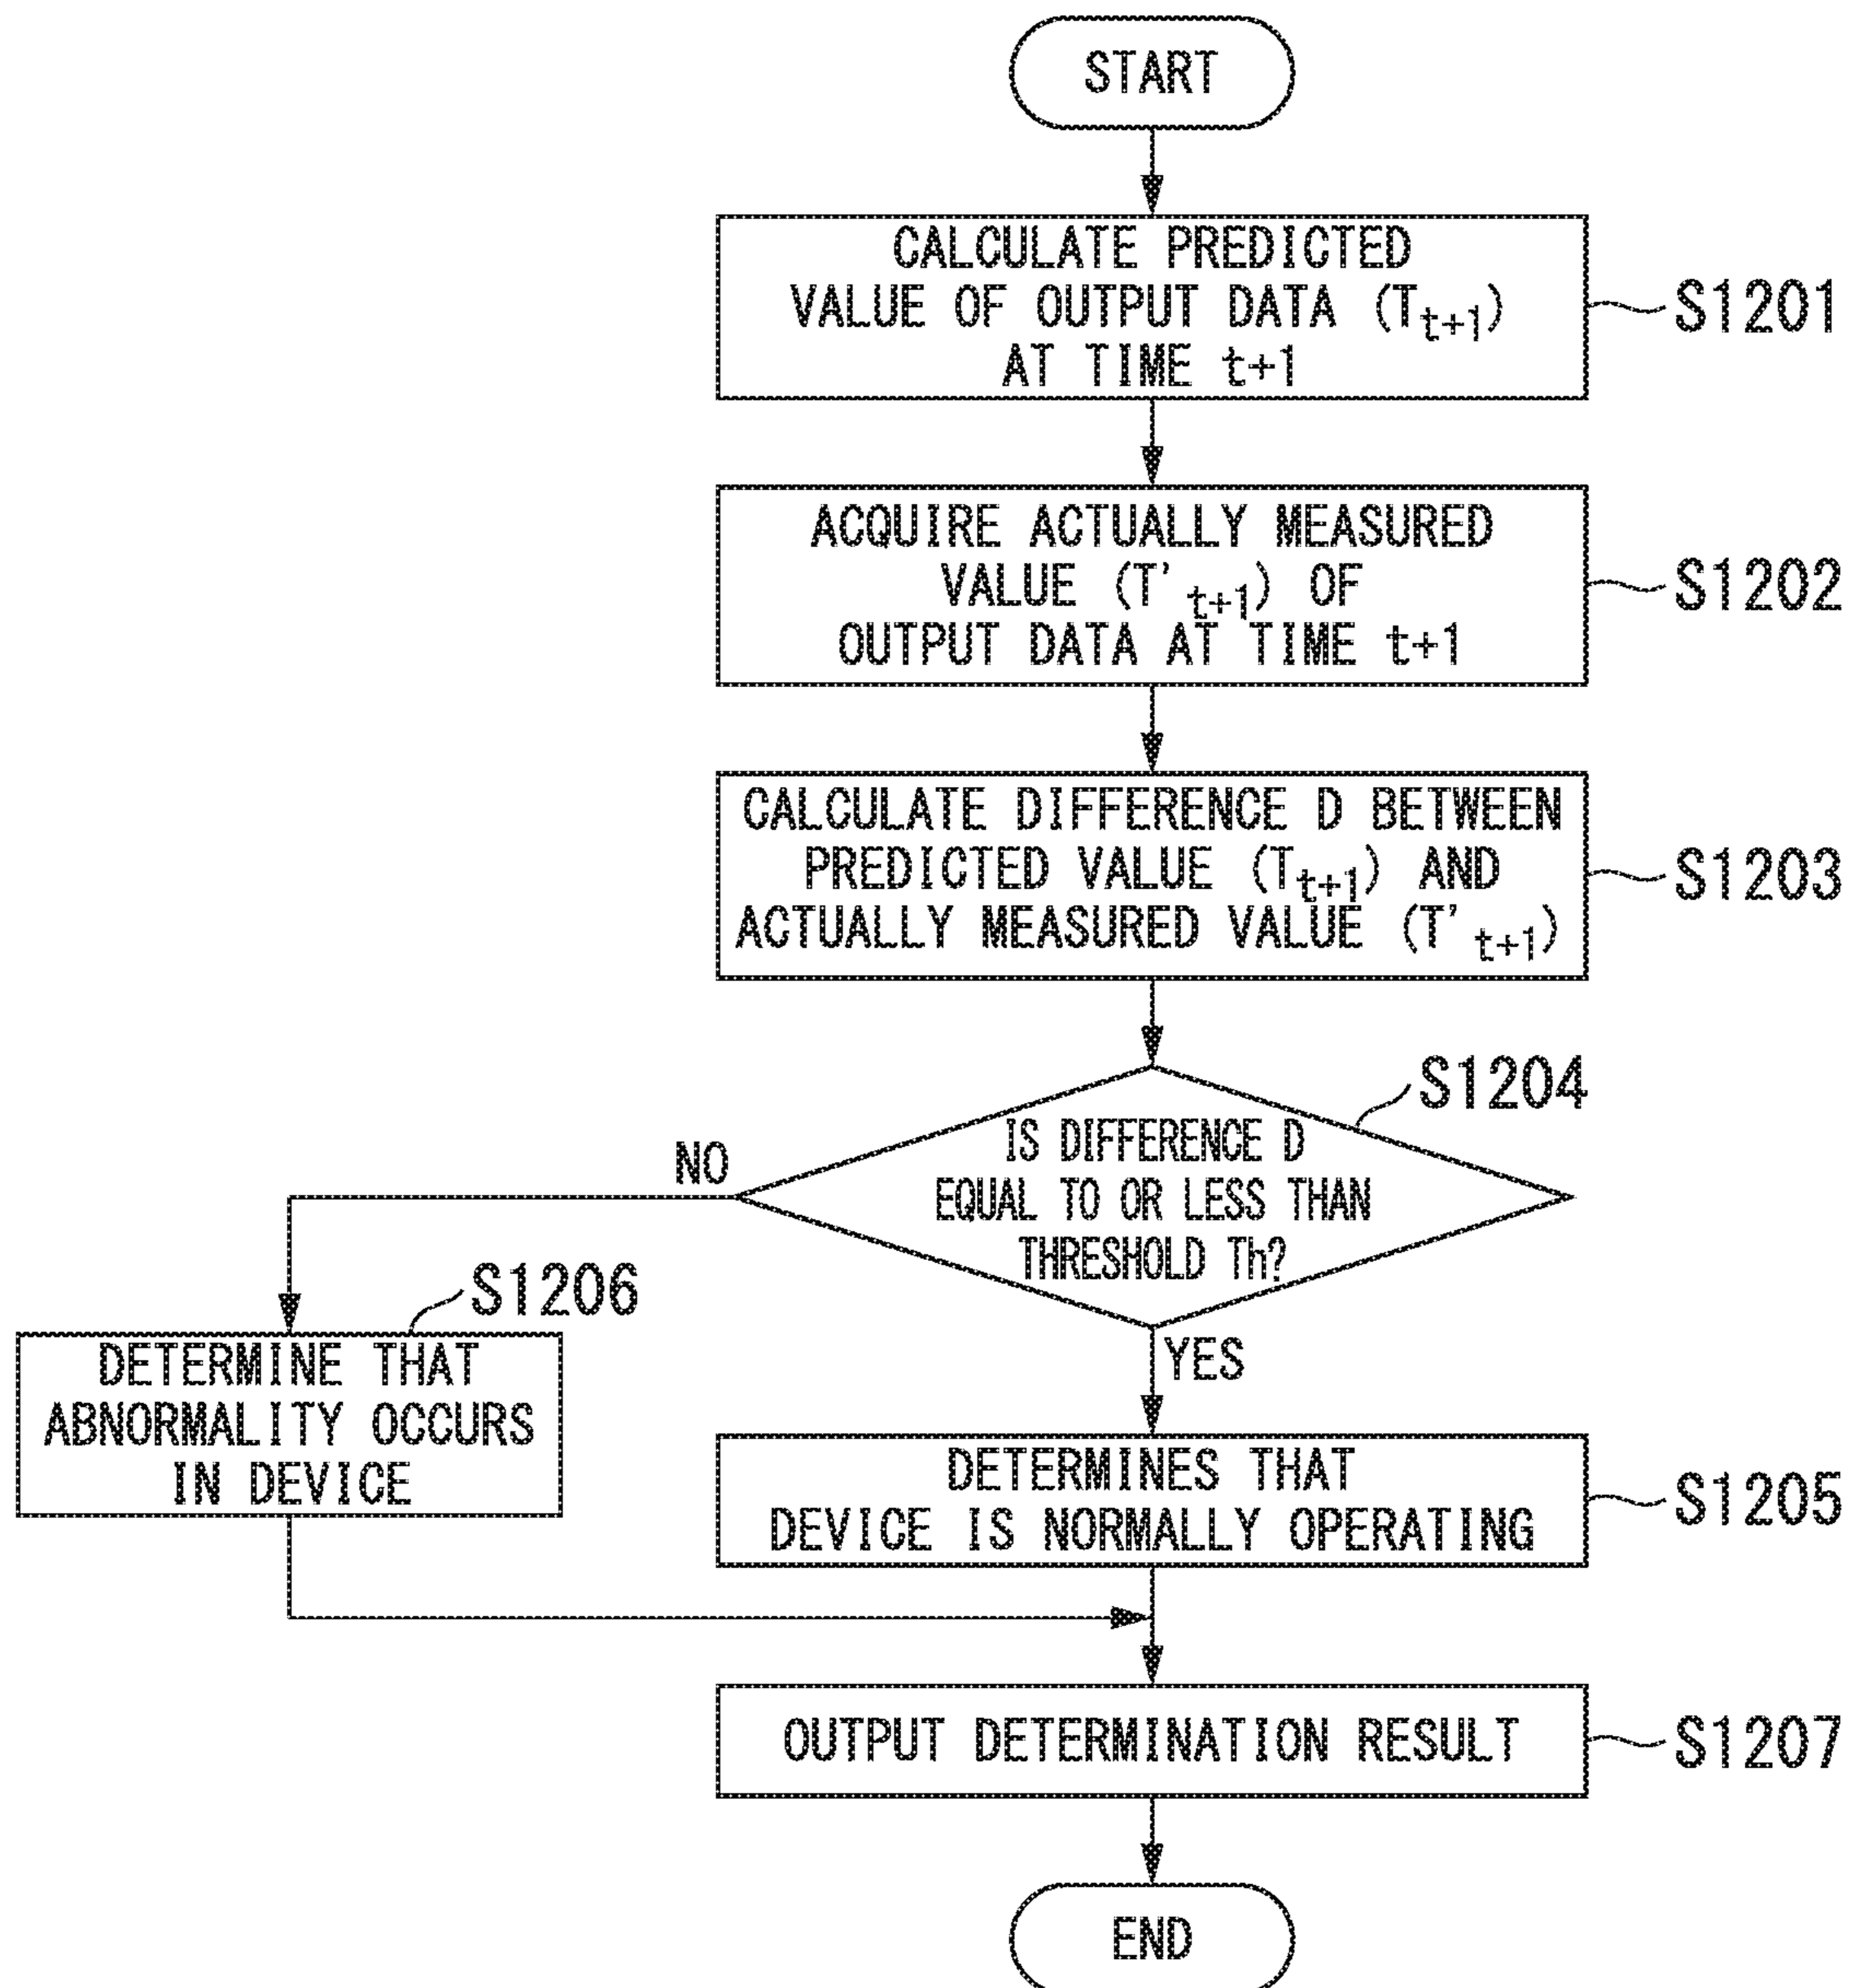 START
CALCULATE PREDICTED
VALUE OF OUTPUT DATA (Tt+1)
AT TIME t+1
S1201
ACQUIRE ACTUALLY MEASURED
VALUE (T't+1) OF
OUTPUT DATA AT TIME t+1
S1202
CALCULATE DIFFERENCE D BETWEEN
PREDICTED VALUE (Tt+1) AND
ACTUALLY MEASURED VALUE (T't+1)
S1203
S1204
IS DIFFERENCE D
EQUAL TO OR LESS THAN
THRESHOLD Th?
NO
YES
S1206
DETERMINE THAT
ABNORMALITY OCCURS
IN DEVICE
DETERMINES THAT
DEVICE IS NORMALLY OPERATING
S1205
OUTPUT DETERMINATION RESULT
S1207
END